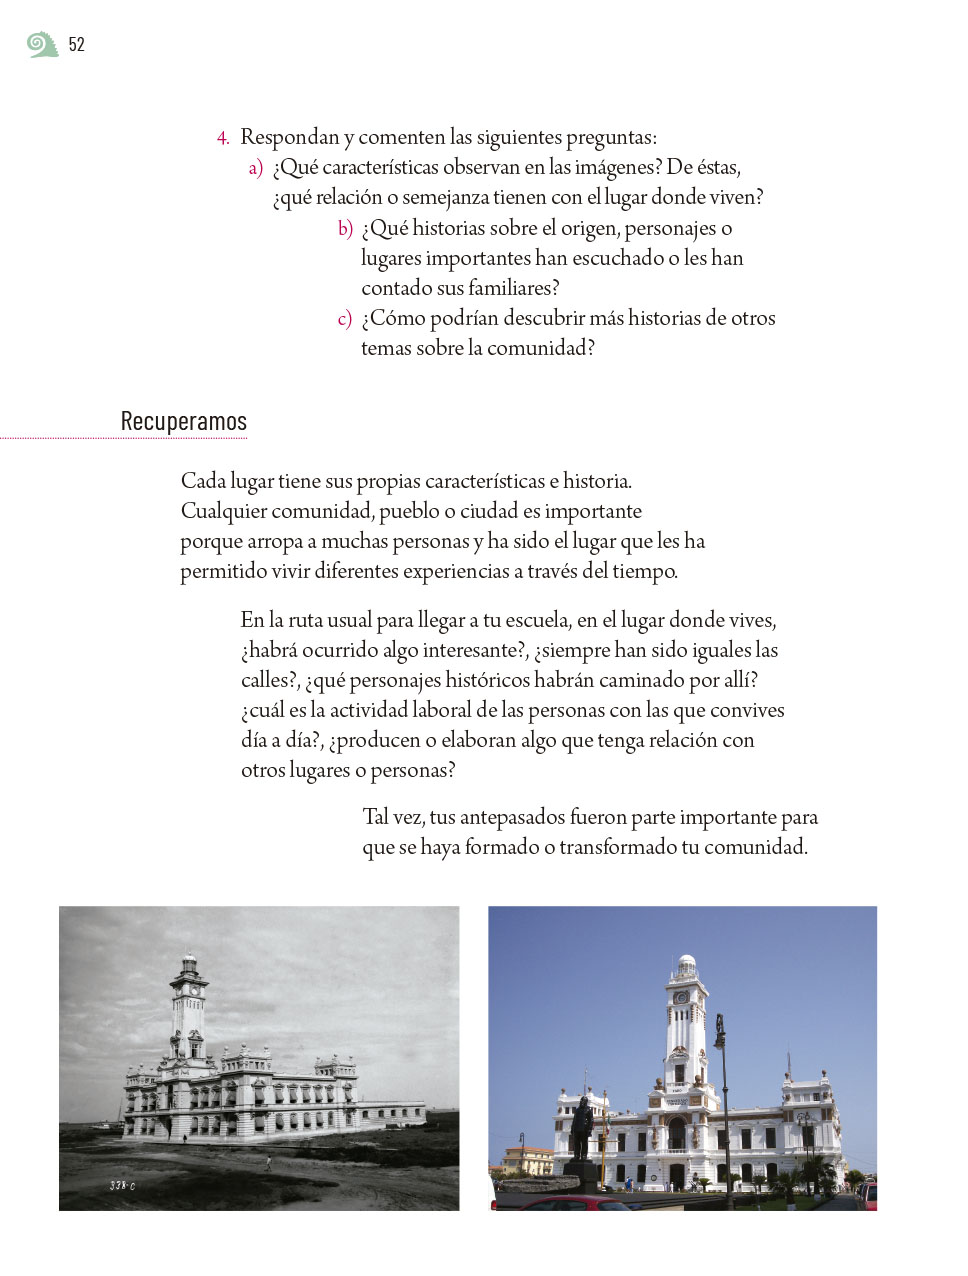 52
4. Respondan y comenten las siguientes preguntas:
a) ¿Qué características observan en las imágenes? De éstas,
¿qué relación o semejanza tienen con el lugar donde viven?
b) ¿Qué historias sobre el origen, personajes o
lugares importantes han escuchado o les han
contado sus familiares?
c) ¿Cómo podrían descubrir más historias de otros
temas sobre la comunidad?
Recuperamos
Cada lugar tiene sus propias características e historia.
Cualquier comunidad, pueblo o ciudad es importante
porque arropa a muchas personas y ha sido el lugar que les ha
permitido vivir diferentes experiencias a través del tiempo.
En la ruta usual para llegar a tu escuela, en el lugar donde vives,
¿habrá ocurrido algo interesante?, ¿siempre han sido iguales las
calles?, ¿qué personajes históricos habrán caminado por allí?
¿cuál es la actividad laboral de las personas con las que convives
día a día?, ¿producen o elaboran algo que tenga relación con
otros lugares o personas?
Tal vez, tus antepasados fueron parte importante para
que se haya formado o transformado tu comunidad.
338-C